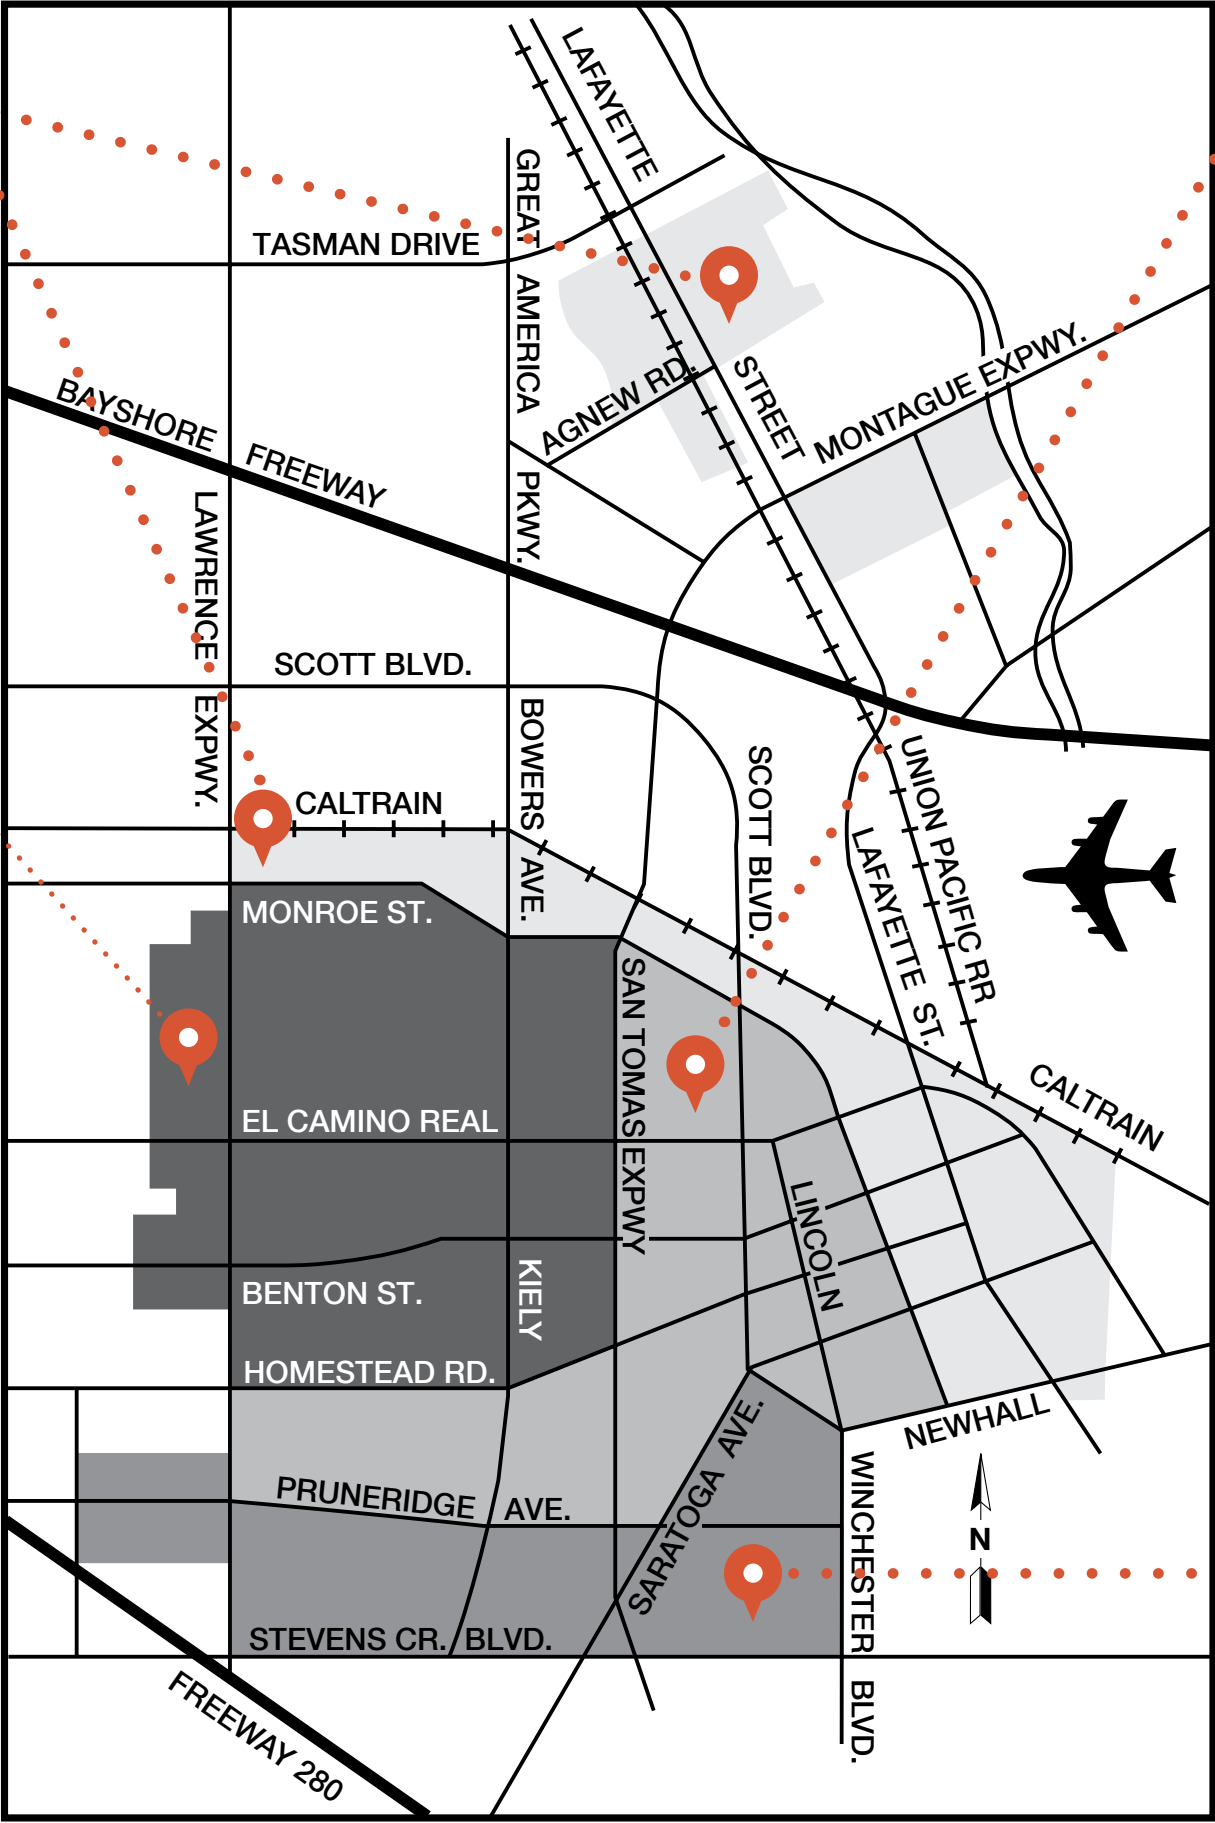 LAFAYETTE
STREET
GREAT AMERICA PKWY.
TASMAN DRIVE
AGNEW RD.
MONTAGUE EXPWY.
BAYSHORE FREEWAY
LAWRENCE EXPWY.
SCOTT BLVD.
BOWERS AVE.
SCOTT BLVD.
UNION PACIFIC RR
CALTRAIN
LAFAYETTE ST.
MONROE ST.
SAN TOMAS EXPWY
CALTRAIN
EL CAMINO REAL
LINCOLN
KIELY
BENTON ST.
HOMESTEAD RD.
NEWHALL
SARATOGA AVE.
PRUNERIDGE AVE.
WINCHESTER BLVD.
N
STEVENS CR. BLVD.
FREEWAY 280